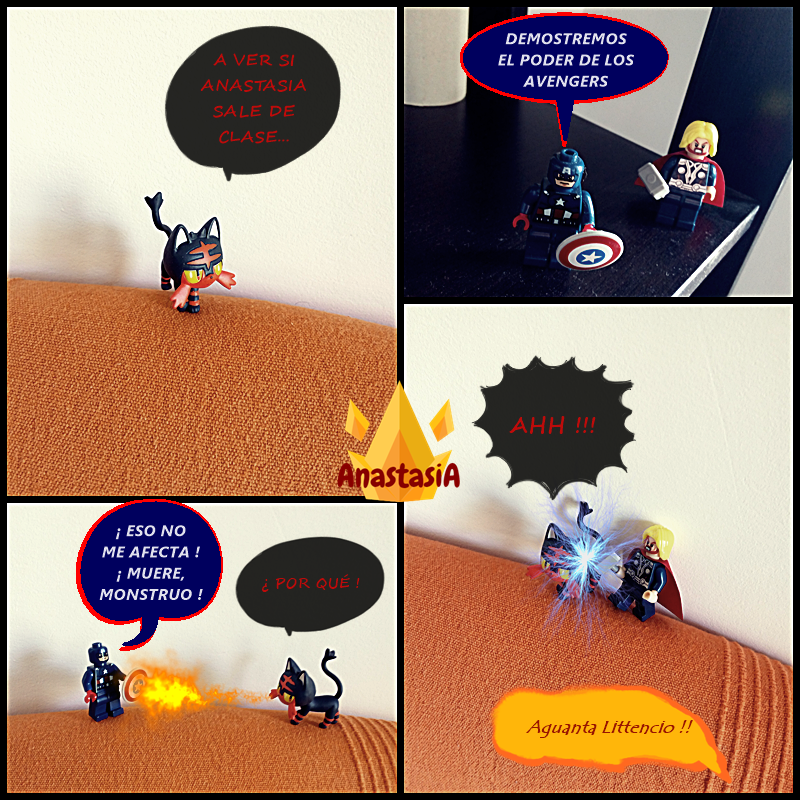 A VER SI
ANASTASIA
SALE DE
CLASE...
DEMOSTREMOS
EL PODER DE LOS
AVENGERS
¡ ESO NO
ME AFECTA !
¡ MUERE,
MONSTRUO !
¿ POR QUÉ !
AHH !!!
Aguanta Littencio !!
AnastasiA
A